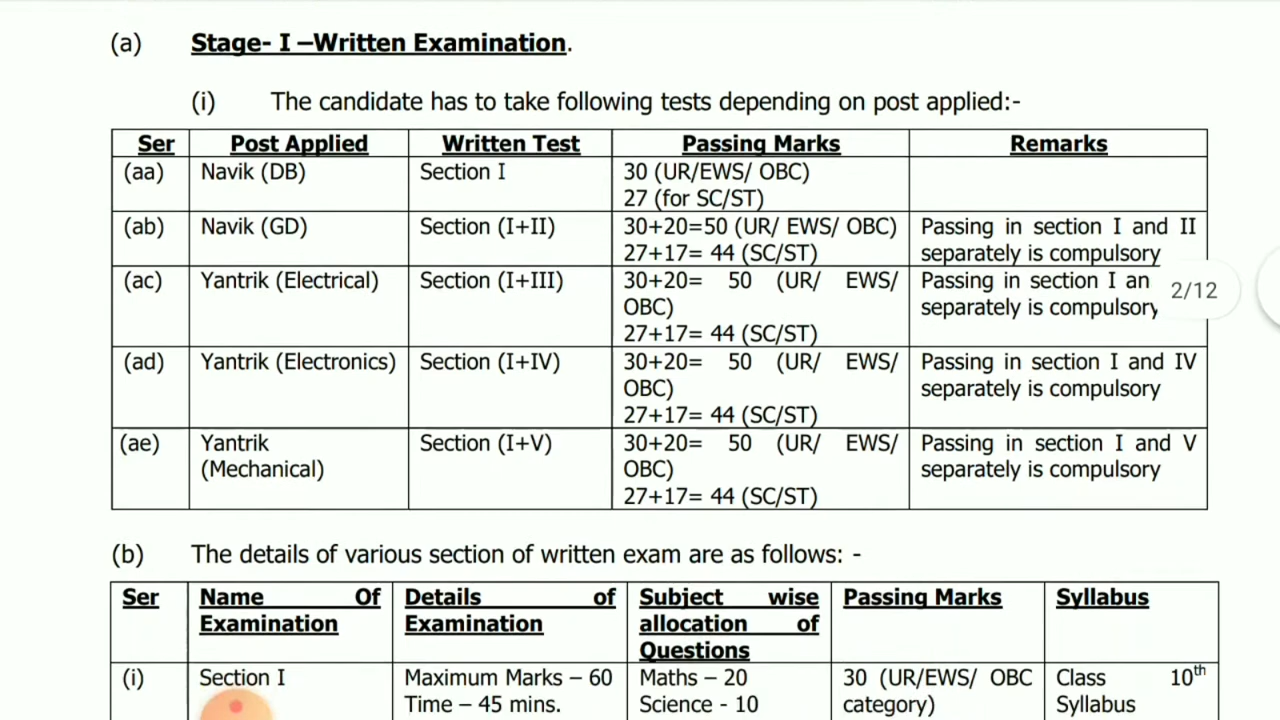 (a) Stage- I –Written Examination.
(i) The candidate has to take following tests depending on post applied:-
Ser Post Applied Written Test Passing Marks Remarks
(aa) Navik (DB) Section I 30 (UR/EWS/ OBC)
27 (for SC/ST)
(ab) Navik (GD) Section (I+II) 30+20=50 (UR/ EWS/ OBC) Passing in section I and II
27+17= 44 (SC/ST) separately is compulsory
(ac) Yantrik (Electrical) Section (I+III) 30+20= 50 (UR/ EWS/ Passing in section I an
2/12
OBC) separately is compulsory
27+17= 44 (SC/ST)
(ad) Yantrik (Electronics) Section (I+IV) 30+20= 50 (UR/ EWS/ Passing in section I and IV
OBC) separately is compulsory
27+17= 44 (SC/ST)
(ae) Yantrik Section (I+V) 30+20= 50 (UR/ EWS/ Passing in section I and V
(Mechanical) OBC) separately is compulsory
27+17= 44 (SC/ST)
(b) The details of various section of written exam are as follows: -
Ser Name Of Details of Subject wise Passing Marks Syllabus
Examination Examination allocation of
Questions
(i) Section I Maximum Marks – 60 Maths – 20 30 (UR/EWS/ OBC Class 10th
Time – 45 mins. Science - 10 category) Syllabus